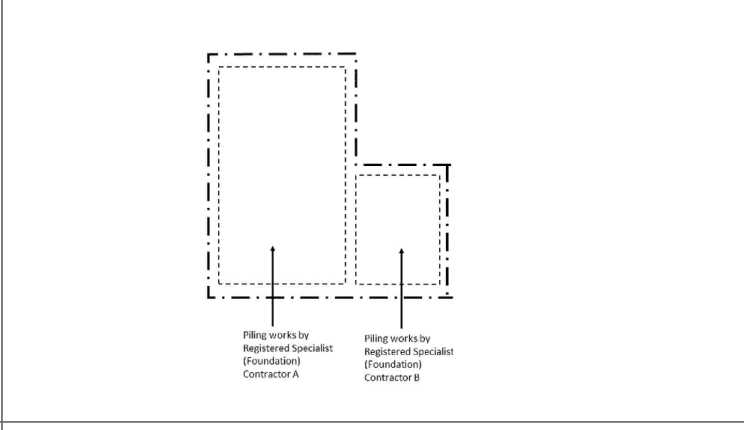 Piling works by
Registered Specialist
(Foundation)
Contractor A
Piling works by
Registered Specialist
(Foundation)
Contractor B